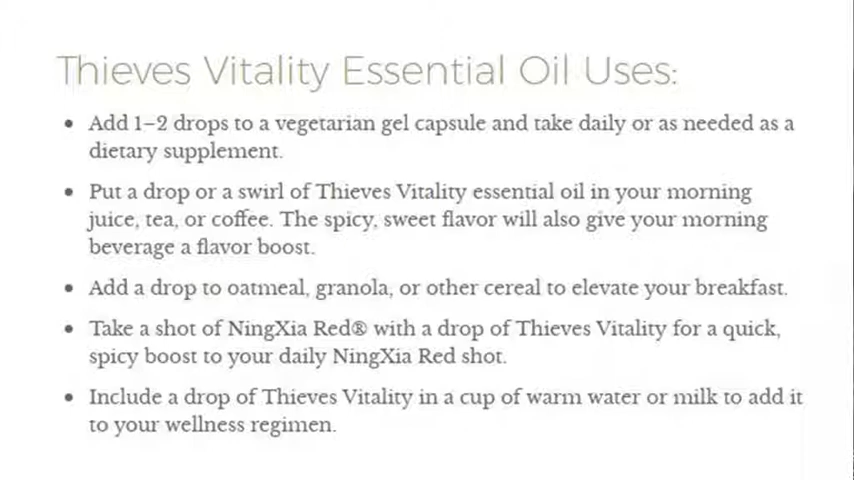 Thieves Vitality Essential Oil Uses:
• Add 1–2 drops to a vegetarian gel capsule and take daily or as needed as a
dietary supplement.
• Put a drop or a swirl of Thieves Vitality essential oil in your morning
juice, tea, or coffee. The spicy, sweet flavor will also give your morning
beverage a flavor boost.
• Add a drop to oatmeal, granola, or other cereal to elevate your breakfast.
• Take a shot of NingXia Red® with a drop of Thieves Vitality for a quick,
spicy boost to your daily NingXia Red shot.
• Include a drop of Thieves Vitality in a cup of warm water or milk to add it
to your wellness regimen.